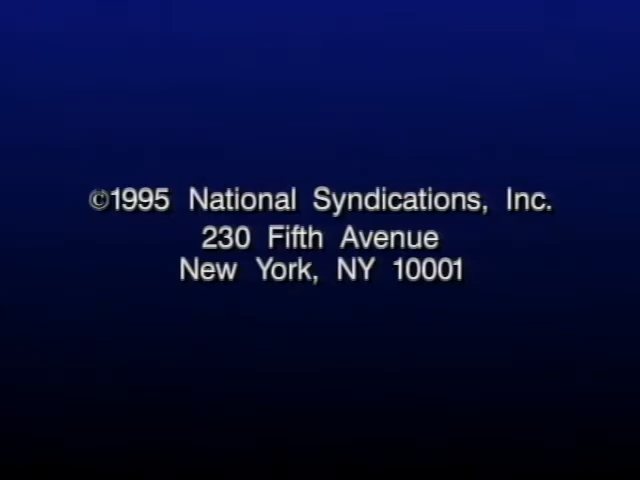 ©1995 National Syndications, Inc.
230 Fifth Avenue
New York, NY 10001